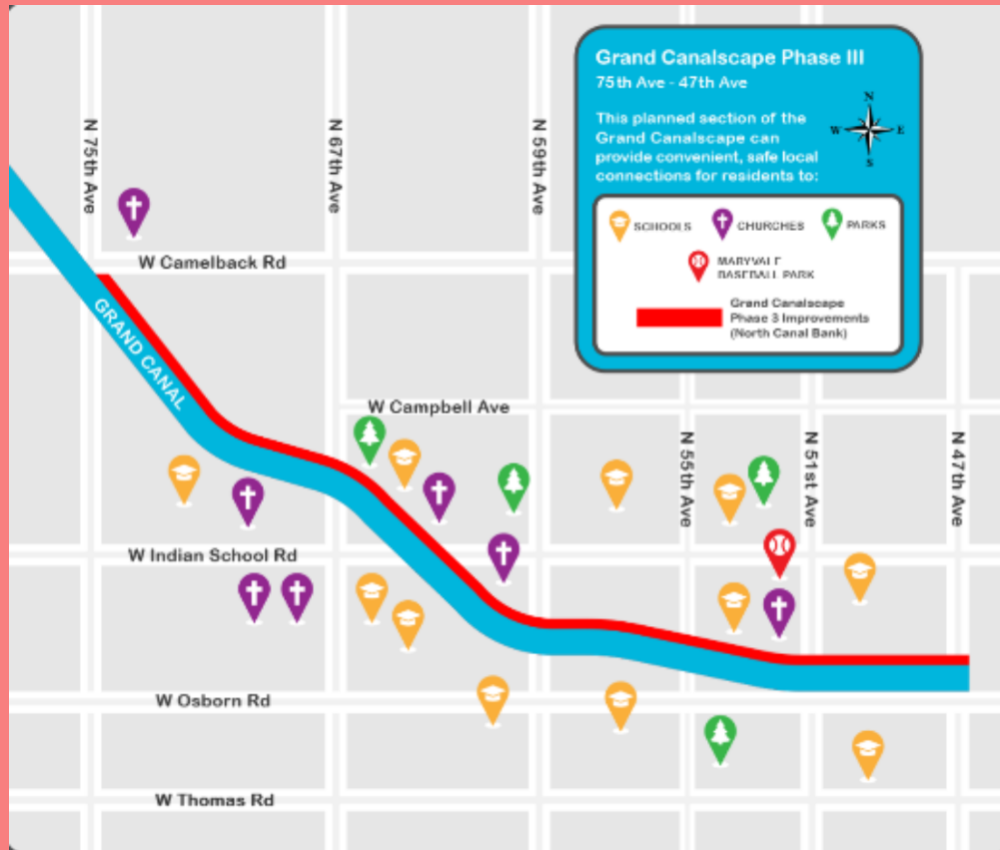 Grand Canalscape Phase III
75th Ave - 47th Ave
This planned section of the
Grand Canalscape can
provide convenient, safe local
connections for residents to:
N
W
E
S
SCHOOLS
CHURCHES
PARKS
MARYVALE
BASEBALL PARK
Grand Canalscape
Phase 3 Improvements
(North Canal Bank)
N 75th Ave
N 67th Ave
N 59th Ave
W Camelback Rd
GRAND CANAL
W Campbell Ave
N 55th Ave
N 51st Ave
N 47th Ave
W Indian School Rd
W Osborn Rd
W Thomas Rd